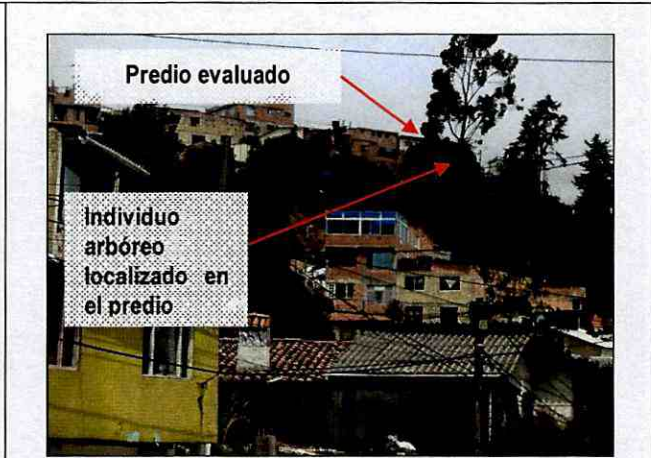 Predio evaluado
Individuo
arbóreo
localizado en
el predio